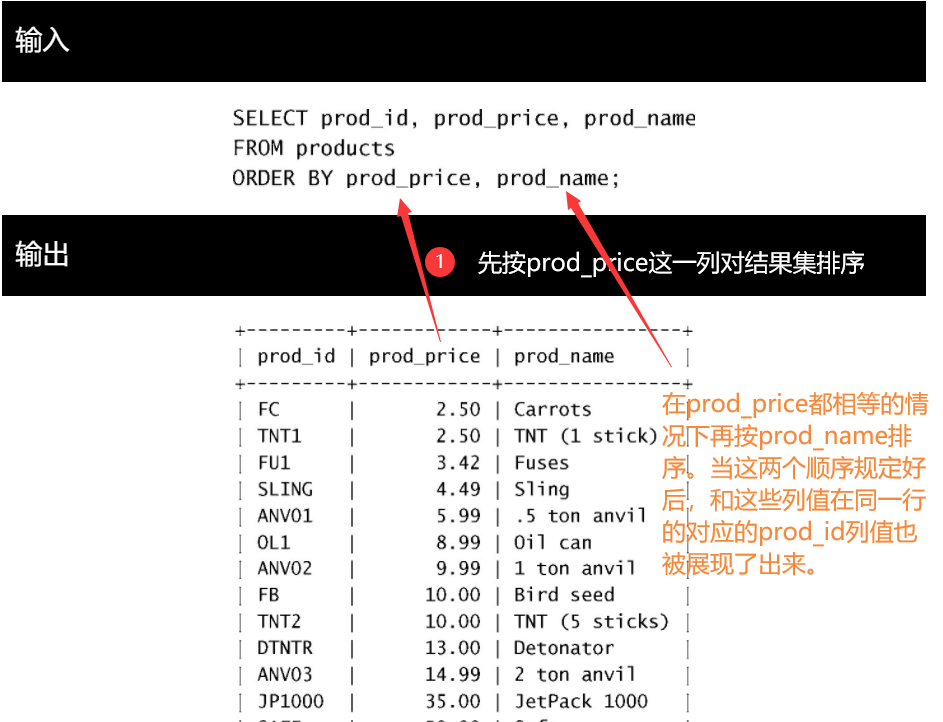 输入
SELECT prod_id, prod_price, prod_name
FROM products
ORDER BY prod_price, prod_name;
输出
1 先按prod_price这一列对结果集排序
+---------+------------+----------------+
| prod_id | prod_price | prod_name      |
+---------+------------+----------------+
| FC      |       2.50 | Carrots        |
| TNT1    |       2.50 | TNT (1 stick)  |
| FU1     |       3.42 | Fuses          |
| SLING   |       4.49 | Sling          |
| ANV01   |       5.99 | .5 ton anvil   |
| OL1     |       8.99 | Oil can        |
| ANV02   |       9.99 | 1 ton anvil    |
| FB      |      10.00 | Bird seed      |
| TNT2    |      10.00 | TNT (5 sticks) |
| DTNTR   |      13.00 | Detonator      |
| ANV03   |      14.99 | 2 ton anvil    |
| JP1000  |      35.00 | JetPack 1000   |
在prod_price都相等的情
况下再按prod_name排
序。当这两个顺序规定好
后，和这些列值在同一行
的对应的prod_id列值也
被展现了出来。